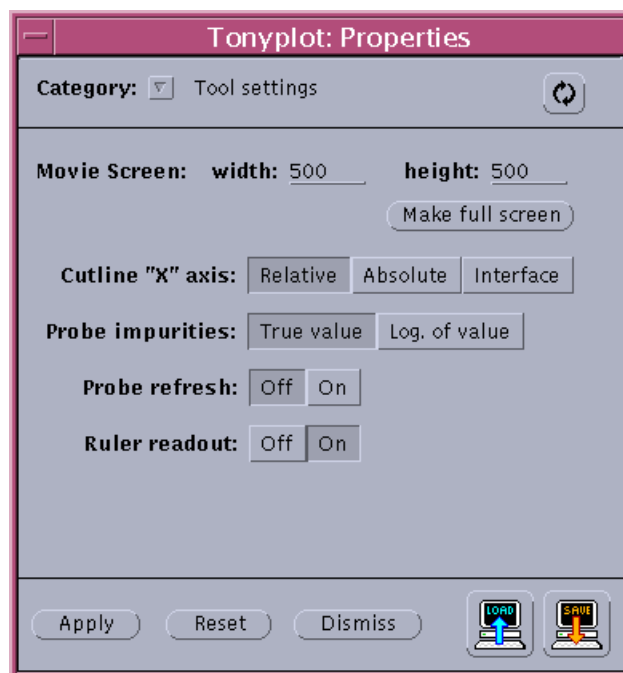 Tonyplot: Properties
Category: Tool settings
Movie Screen: width: 500 height: 500
Make full screen
Cutline "X" axis: Relative Absolute Interface
Probe impurities: True value Log. of value
Probe refresh: Off On
Ruler readout: Off On
Apply Reset Dismiss LOAD SAVE